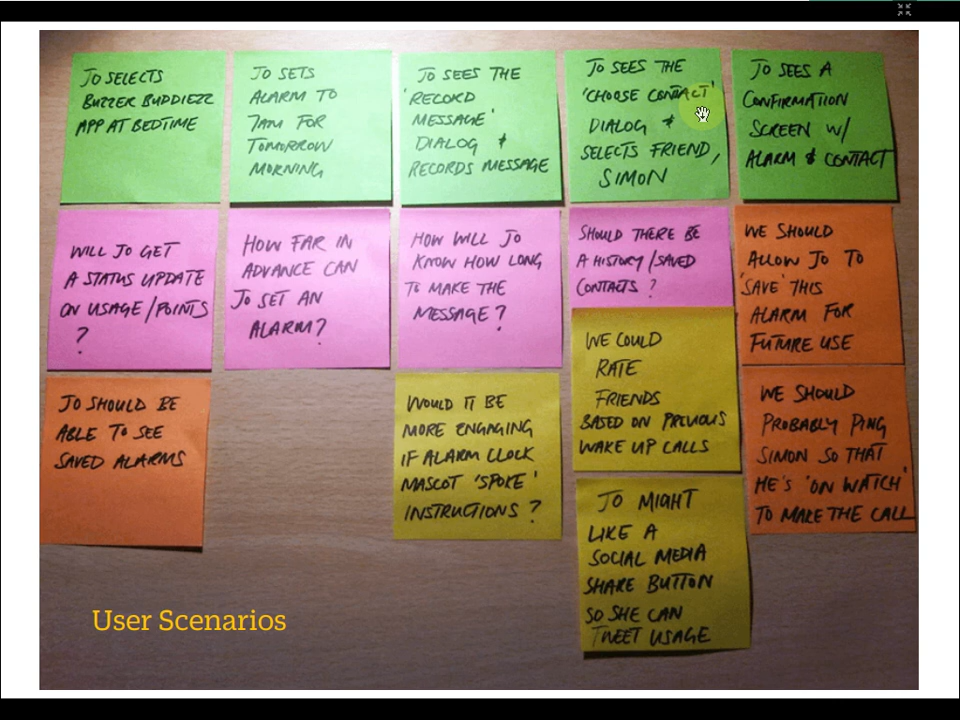 JO SELECTS
BUZZER BUDDIEZZ
APP AT BEDTIME
JO SETS
ALARM TO
7AM FOR
TOMORROW
MORNING
JO SEES THE
'RECORD
MESSAGE'
DIALOG &
RECORDS MESSAGE
JO SEES THE
'CHOOSE CONTACT'
DIALOG &
SELECTS FRIEND,
SIMON
JO SEES A
CONFIRMATION
SCREEN W/
ALARM & CONTACT
WILL JO GET
A STATUS UPDATE
ON USAGE/POINTS
?
HOW FAR IN
ADVANCE CAN
JO SET AN
ALARM?
HOW WILL JO
KNOW HOW LONG
TO MAKE THE
MESSAGE?
SHOULD THERE BE
A HISTORY/SAVED
CONTACTS?
WE SHOULD
ALLOW JO TO
'SAVE' THIS
ALARM FOR
FUTURE USE
JO SHOULD BE
ABLE TO SEE
SAVED ALARMS
WOULD IT BE
MORE ENGAGING
IF ALARM CLOCK
MASCOT 'SPOKE'
INSTRUCTIONS?
WE COULD
RATE
FRIENDS
BASED ON PREVIOUS
WAKE UP CALLS
WE SHOULD
PROBABLY PING
SIMON SO THAT
HE'S 'ON WATCH'
TO MAKE THE CALL
JO MIGHT
LIKE A
SOCIAL MEDIA
SHARE BUTTON
SO SHE CAN
TWEET USAGE
User Scenarios